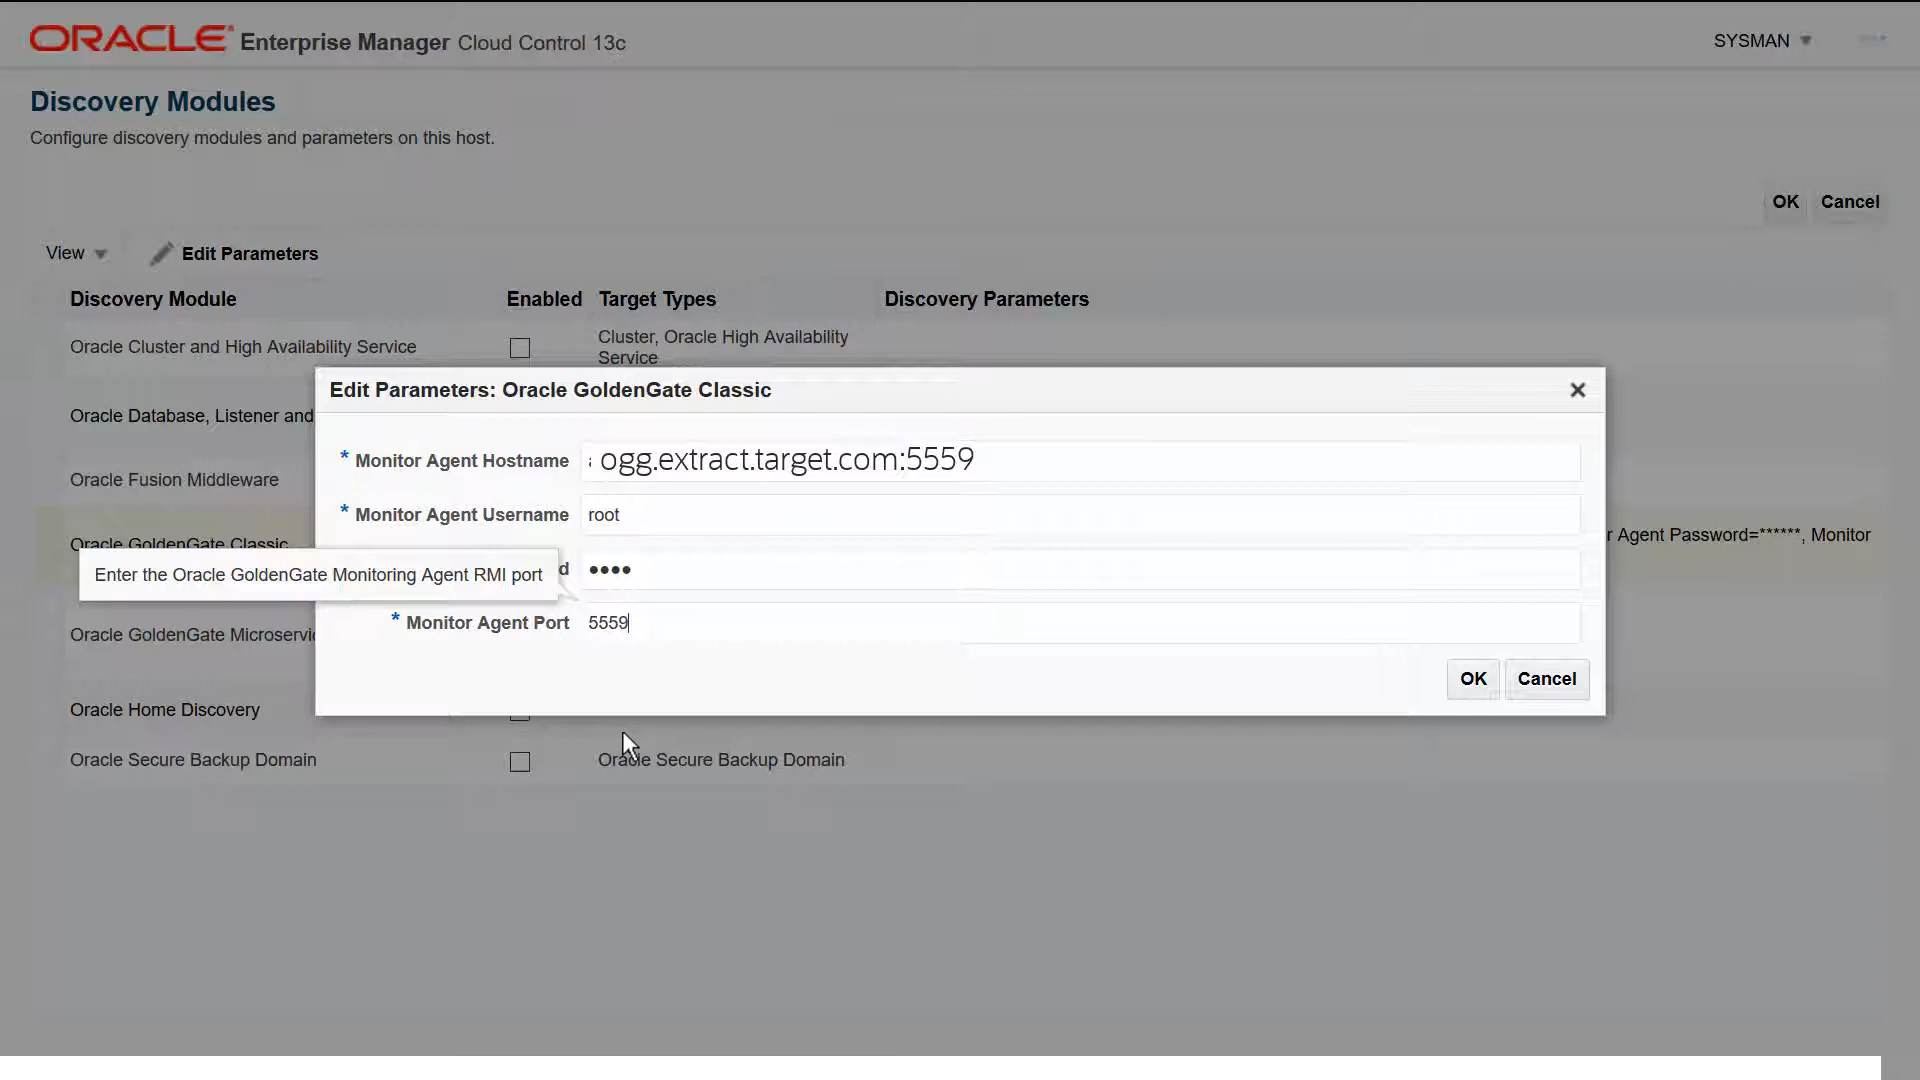 ORACLE Enterprise Manager Cloud Control 13c
SYSMAN
Discovery Modules
Configure discovery modules and parameters on this host.
OK Cancel
View Edit Parameters
Discovery Module Enabled Target Types Discovery Parameters
Oracle Cluster and High Availability Service
Cluster, Oracle High Availability
Service
Edit Parameters: Oracle GoldenGate Classic
Oracle Database, Listener and
* Monitor Agent Hostname ogg.extract.target.com:5559
Oracle Fusion Middleware
* Monitor Agent Username root
r Agent Password=******, Monitor
Oracle GoldenGate Classic
Enter the Oracle GoldenGate Monitoring Agent RMI port
d ••••
* Monitor Agent Port 5559
Oracle GoldenGate Microservic
OK Cancel
Oracle Home Discovery
Oracle Secure Backup Domain
Oracle Secure Backup Domain